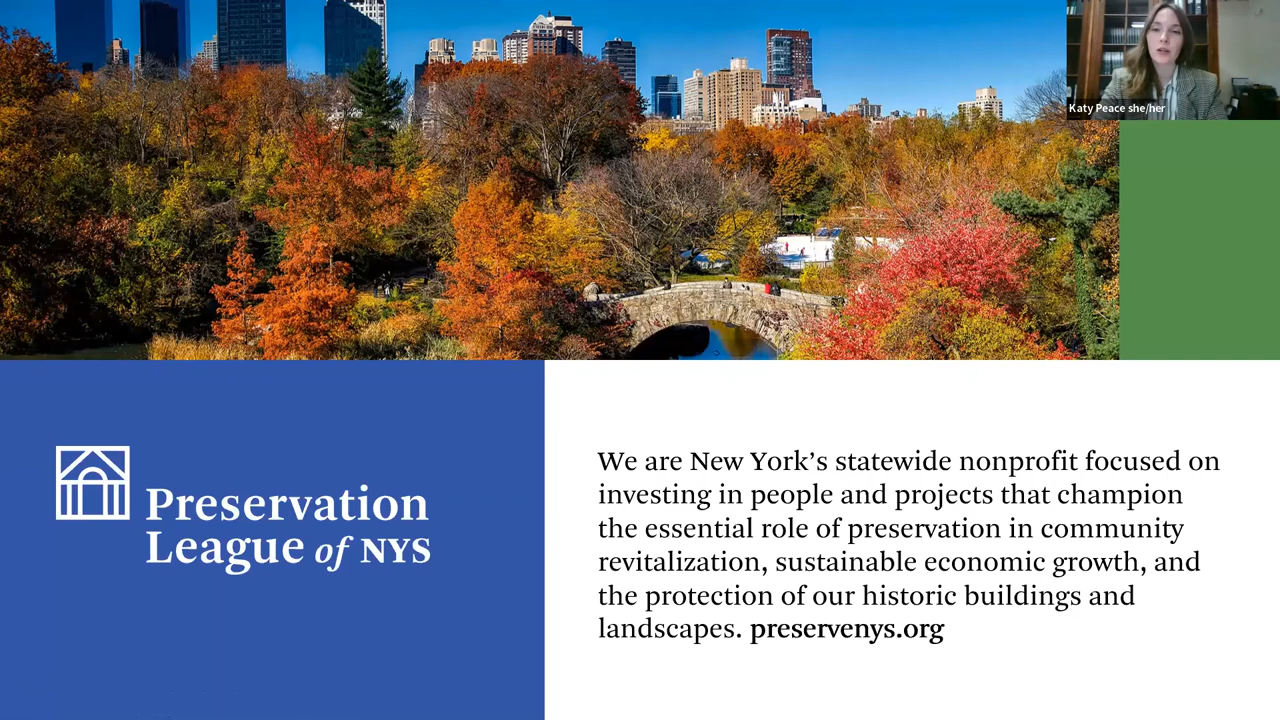 Katy Peace she/her
Preservation
League of NYS
We are New York's statewide nonprofit focused on
investing in people and projects that champion
the essential role of preservation in community
revitalization, sustainable economic growth, and
the protection of our historic buildings and
landscapes. preservenys.org